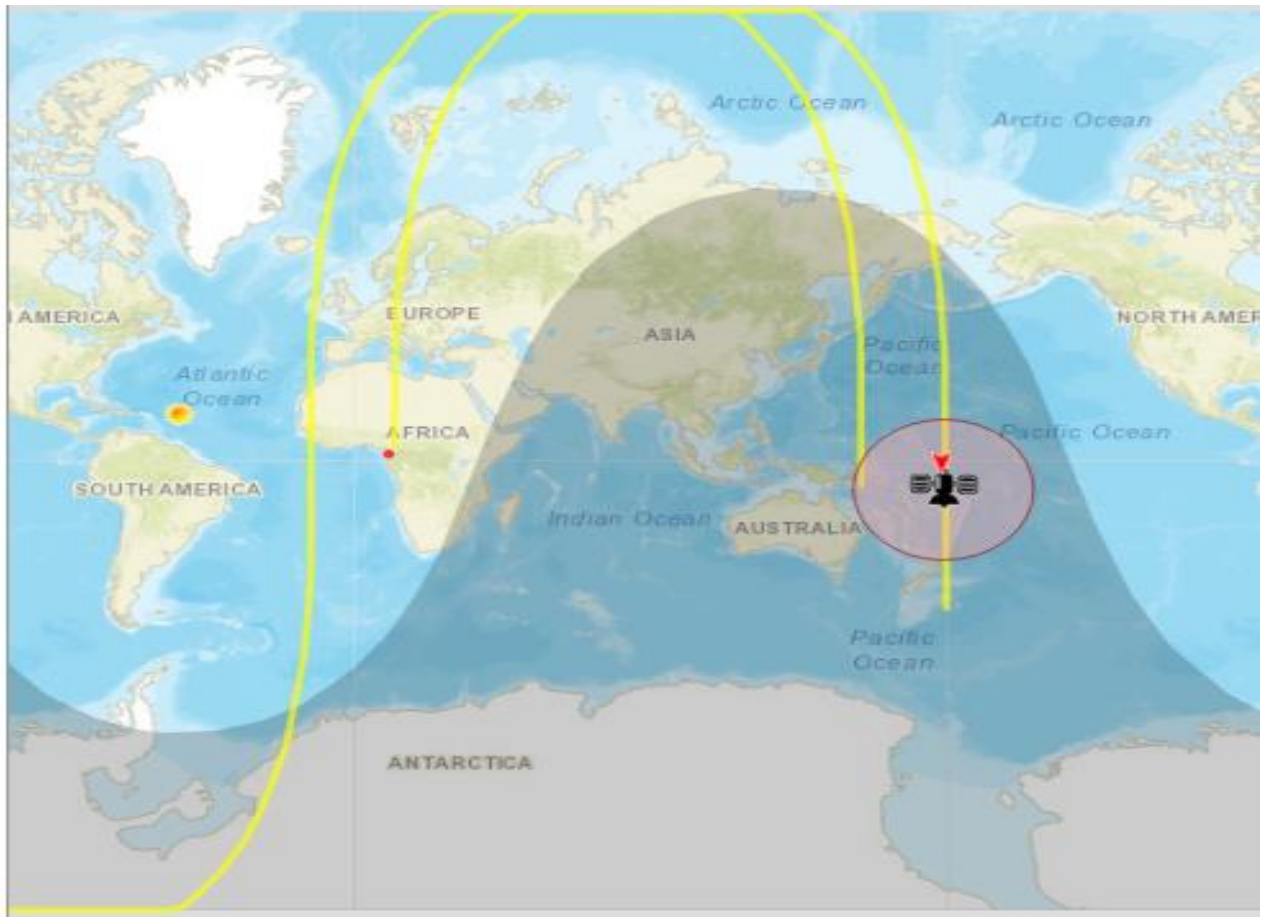 Arctic Ocean
Arctic Ocean
I AMERICA
EUROPE
NORTH AMER
ASIA
Pacific
Ocean
Atlantic
Ocean
AFRICA
Pacific Ocean
SOUTH AMERICA
Indian Ocean
AUSTRALIA
Pacific
Ocean
ANTARCTICA